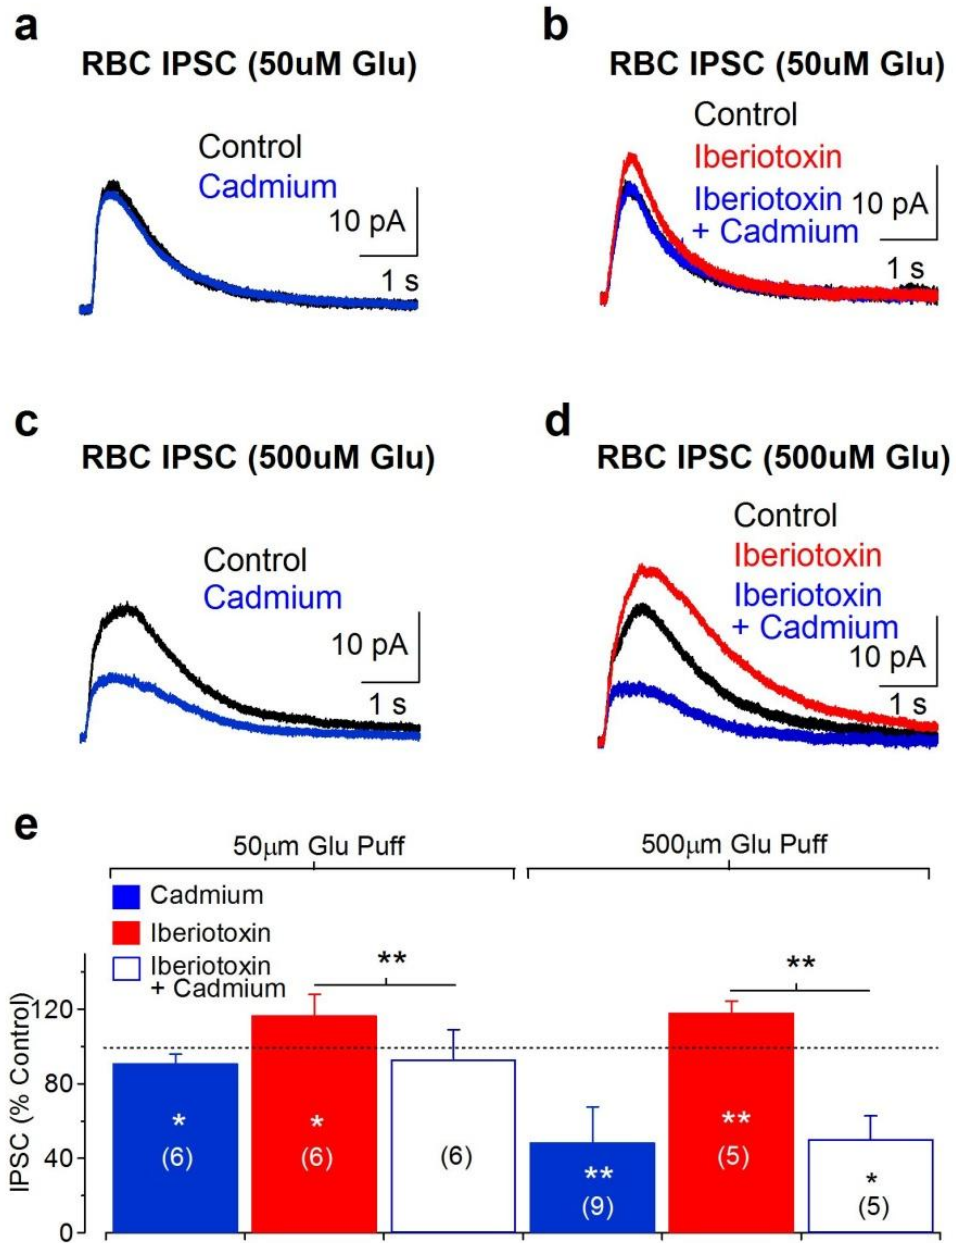 a
RBC IPSC (50uM Glu)
Control
Cadmium
10 pA
1 s
b
RBC IPSC (50uM Glu)
Control
Iberiotoxin
Iberiotoxin
+ Cadmium
10 pA
1 s
c
RBC IPSC (500uM Glu)
Control
Cadmium
10 pA
1 s
d
RBC IPSC (500uM Glu)
Control
Iberiotoxin
Iberiotoxin
+ Cadmium
10 pA
1 s
e
50μm Glu Puff
500μm Glu Puff
Cadmium
Iberiotoxin
Iberiotoxin
+ Cadmium
IPSC (% Control)
120
80
40
0
**
**
*
(6)
*
(6)
(6)
**
(9)
**
(5)
*
(5)